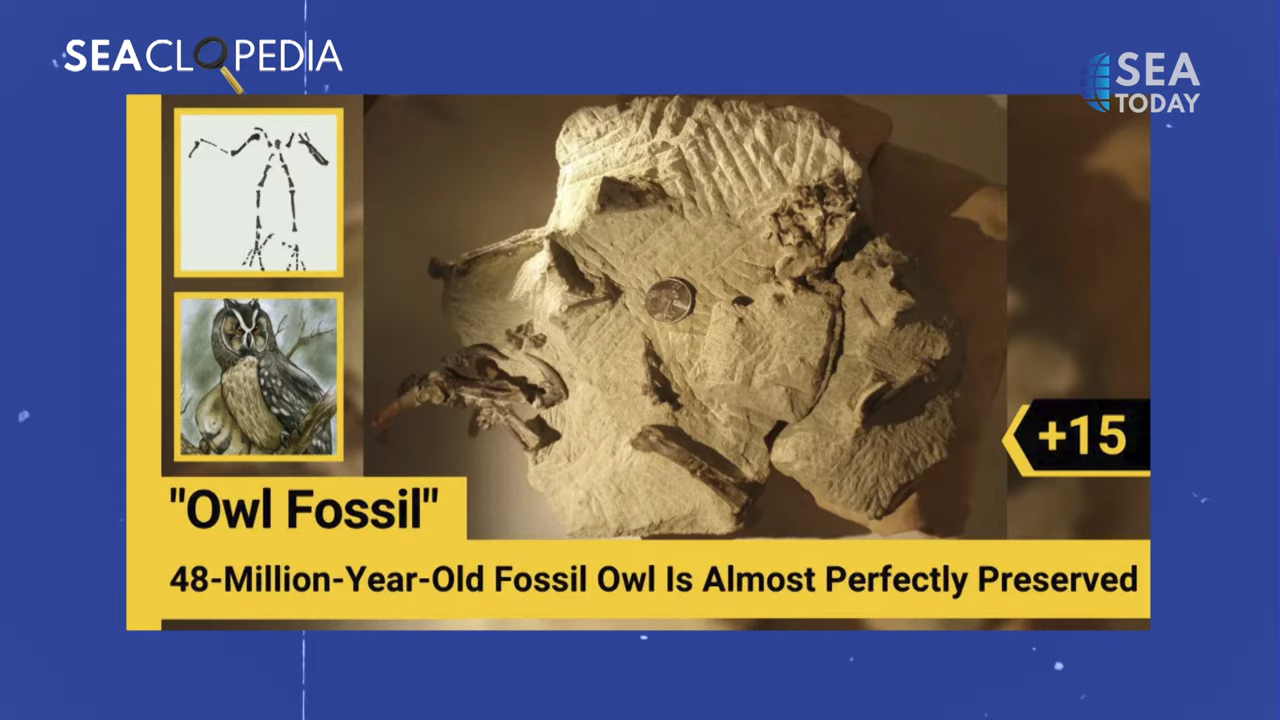 SEACLOPEDIA
SEA
TODAY
+15
"Owl Fossil"
48-Million-Year-Old Fossil Owl Is Almost Perfectly Preserved